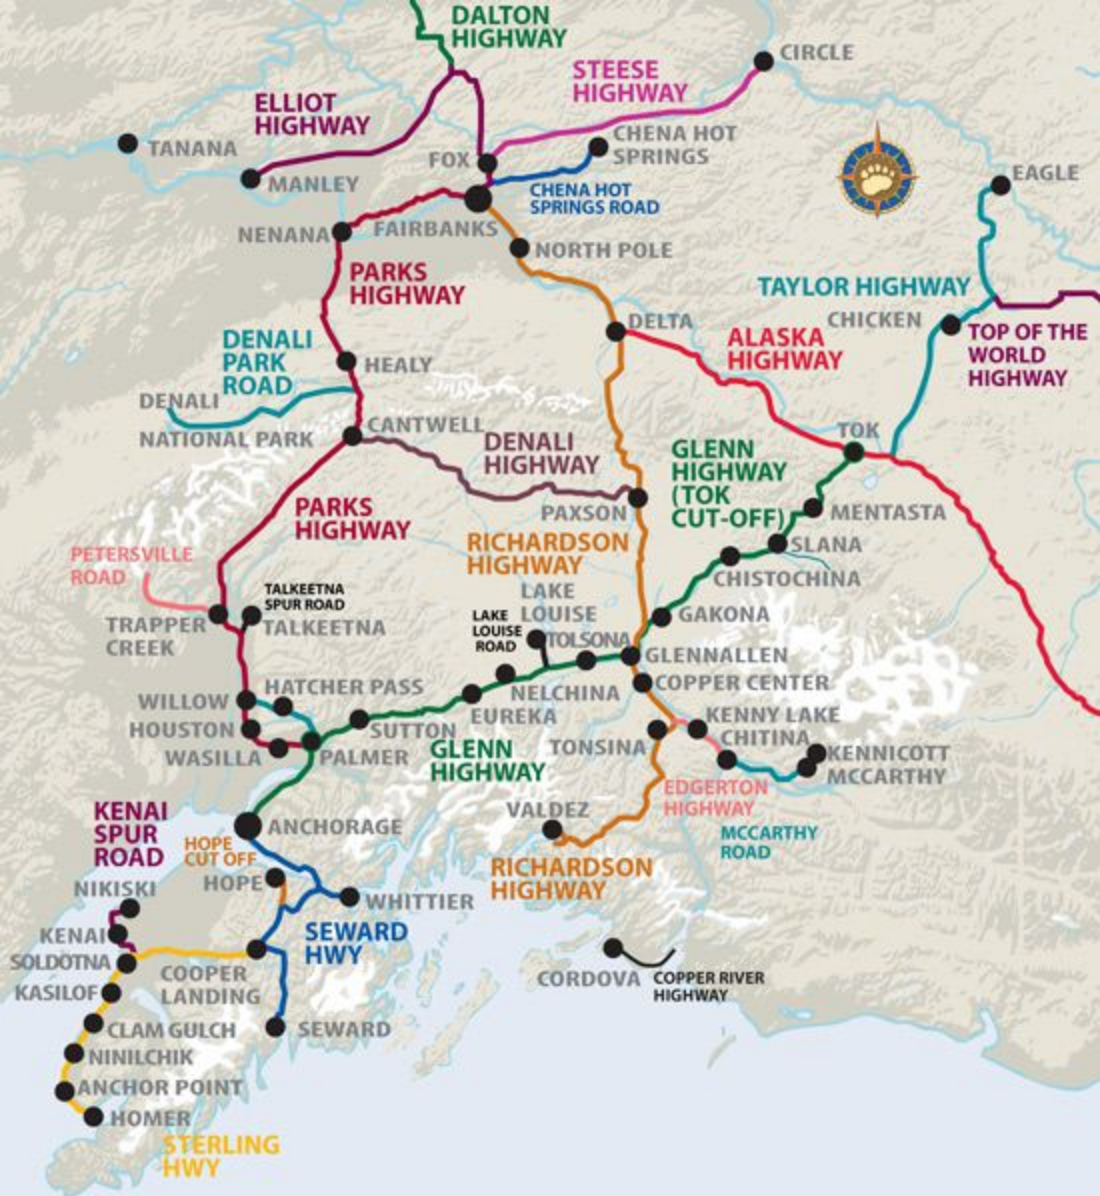 DALTON
HIGHWAY
CIRCLE
STEESE
HIGHWAY
ELLIOT
HIGHWAY
TANANA
CHENA HOT
SPRINGS
FOX
MANLEY
EAGLE
CHENA HOT
SPRINGS ROAD
FAIRBANKS
NENANA
NORTH POLE
PARKS
HIGHWAY
TAYLOR HIGHWAY
CHICKEN
DELTA
TOP OF THE
WORLD
HIGHWAY
ALASKA
HIGHWAY
DENALI
PARK
ROAD
HEALY
DENALI
NATIONAL PARK
CANTWELL
TOK
DENALI
HIGHWAY
GLENN
HIGHWAY
(TOK
CUT-OFF)
PARKS
HIGHWAY
PAXSON
MENTASTA
RICHARDSON
HIGHWAY
SLANA
PETERSVILLE
ROAD
CHISTOCHINA
TALKEETNA
SPUR ROAD
LAKE
LOUISE
TRAPPER
CREEK
TALKEETNA
LAKE
LOUISE
ROAD
TOLSONA
GAKONA
GLENNALLEN
COPPER CENTER
WILLOW
HATCHER PASS
NELCHINA
HOUSTON
EUREKA
KENNY LAKE
SUTTON
CHITINA
WASILLA
PALMER
GLENN
HIGHWAY
TONSINA
KENNICOTT
MCCARTHY
EDGERTON
HIGHWAY
KENAI
SPUR
ROAD
ANCHORAGE
VALDEZ
MCCARTHY
ROAD
HOPE
CUT OFF
HOPE
RICHARDSON
HIGHWAY
NIKISKI
WHITTIER
KENAI
SEWARD
HWY
SOLDOTNA
COOPER
LANDING
KASILOF
CORDOVA
COPPER RIVER
HIGHWAY
CLAM GULCH
SEWARD
NINILCHIK
ANCHOR POINT
HOMER
STERLING
HWY